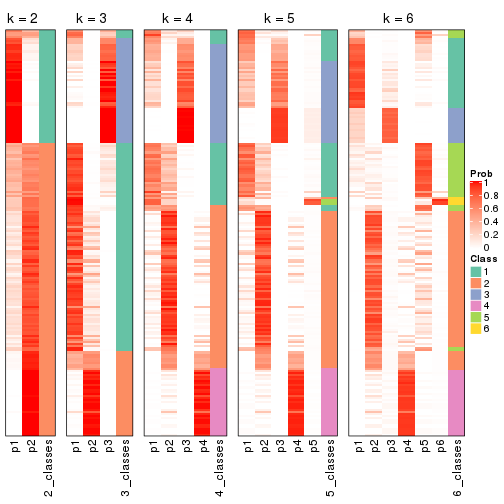 k = 2
k = 3
k = 4
k = 5
k = 6
Prob
1
0.8
0.6
0.4
0.2
0
Class
1
2
3
4
5
6
p1
p2
2_classes
p1
p2
p3
3_classes
p1
p2
p3
p4
4_classes
p1
p2
p3
p4
p5
5_classes
p1
p2
p3
p4
p5
p6
6_classes